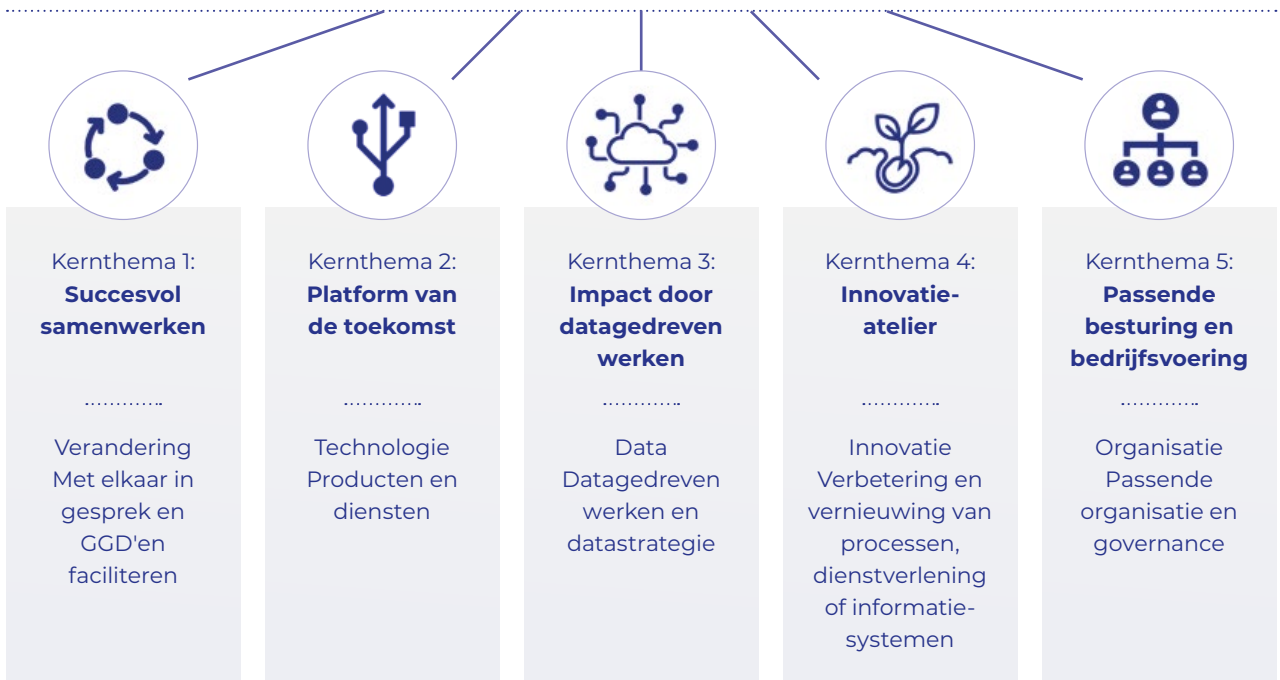 Kernthema 1:
Succesvol
samenwerken
Verandering
Met elkaar in
gesprek en
GGD'en
faciliteren
Kernthema 2:
Platform van
de toekomst
Technologie
Producten en
diensten
Kernthema 3:
Impact door
datagedreven
werken
Data
Datagedreven
werken en
datastrategie
Kernthema 4:
Innovatie-
atelier
Innovatie
Verbetering en
vernieuwing van
processen,
dienstverlening
of informatie-
systemen
Kernthema 5:
Passende
besturing en
bedrijfsvoering
Organisatie
Passende
organisatie en
governance